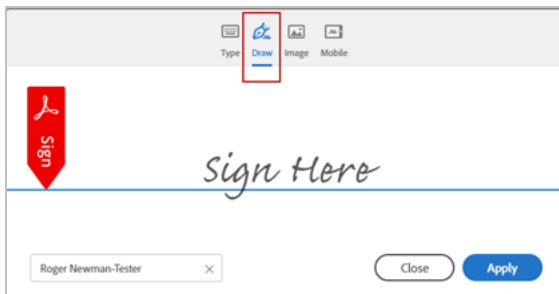 Type Draw Image Mobile
Sign
Sign Here
Roger Newman-Tester
Close Apply